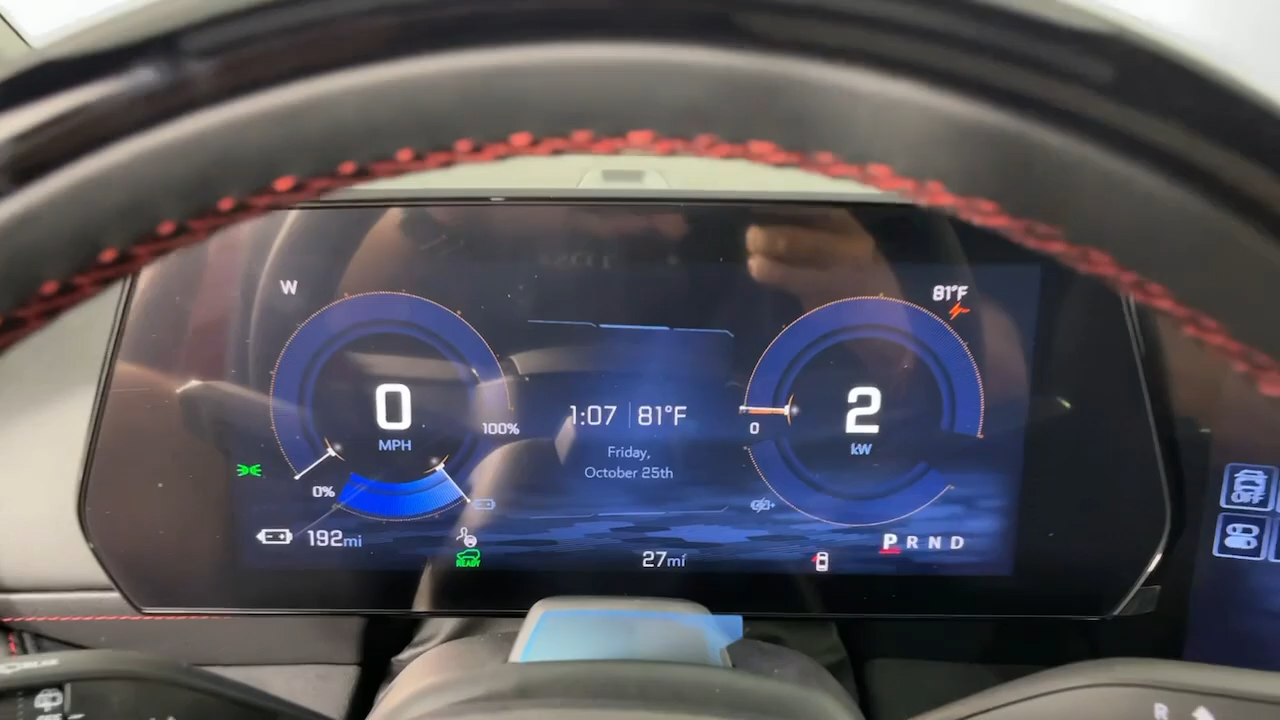 W
81°F
0
MPH
100%
1:07
81°F
0
2
kW
Friday,
October 25th
0%
192mi
READY
27mi
P R N D
OFF
R